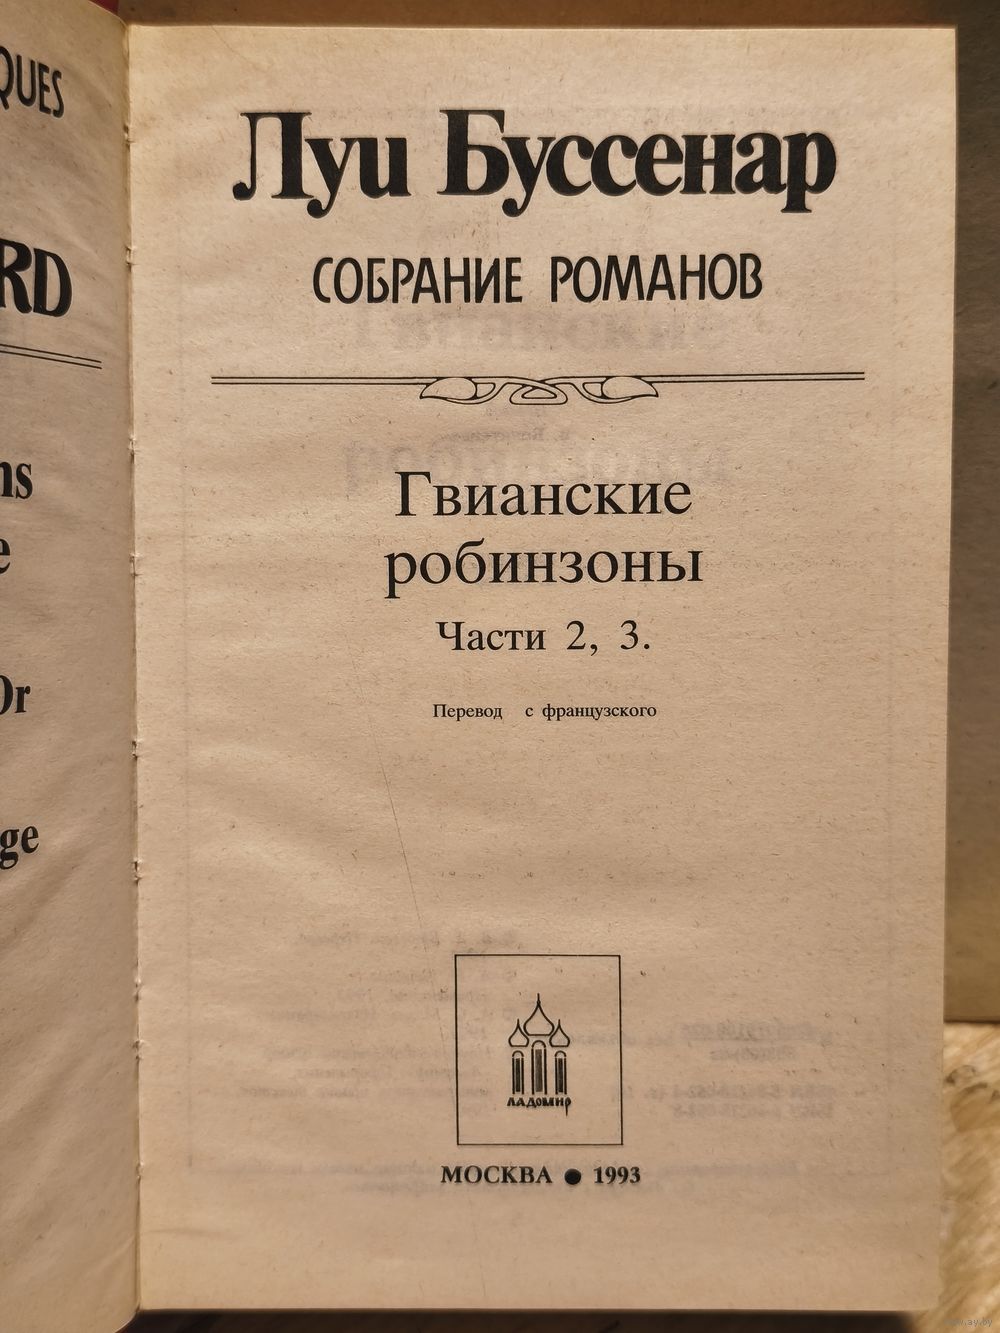 QUES
RD
ns
e
Or
ge
Луи Буссенар
СОБРАНИЕ РОМАНОВ
Гвианские
робинзоны
Части 2, 3.
Перевод с французского
ЛАДОМИР
МОСКВА ● 1993